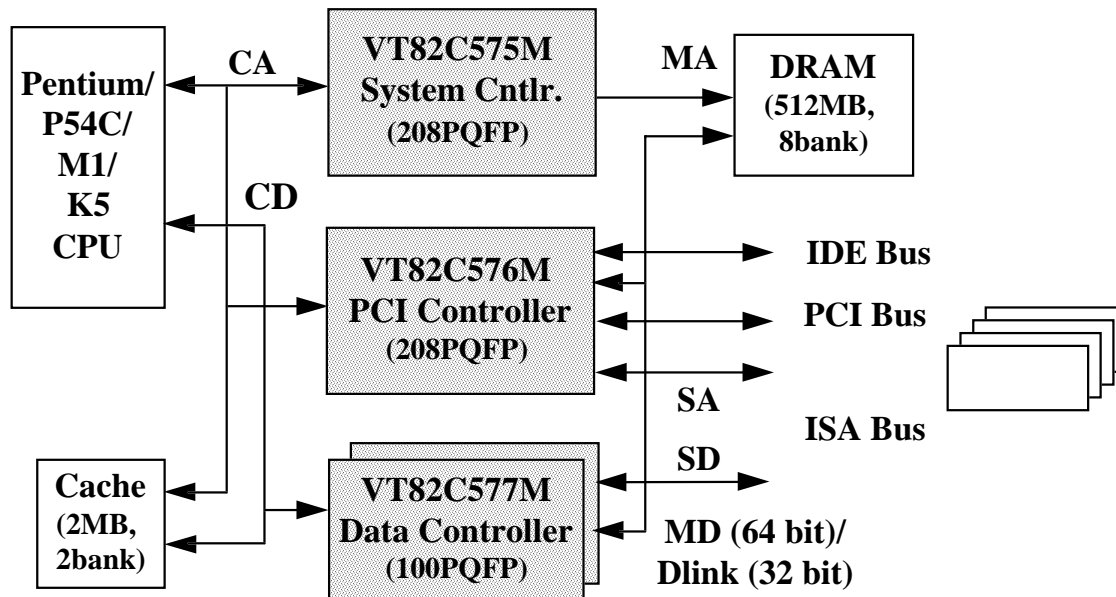 Pentium/
P54C/
M1/
K5
CPU
CA
CD
VT82C575M
System Cntlr.
(208PQFP)
MA
DRAM
(512MB,
8bank)
VT82C576M
PCI Controller
(208PQFP)
IDE Bus
PCI Bus
SA
ISA Bus
SD
Cache
(2MB,
2bank)
VT82C577M
Data Controller
(100PQFP)
MD (64 bit)/
Dlink (32 bit)